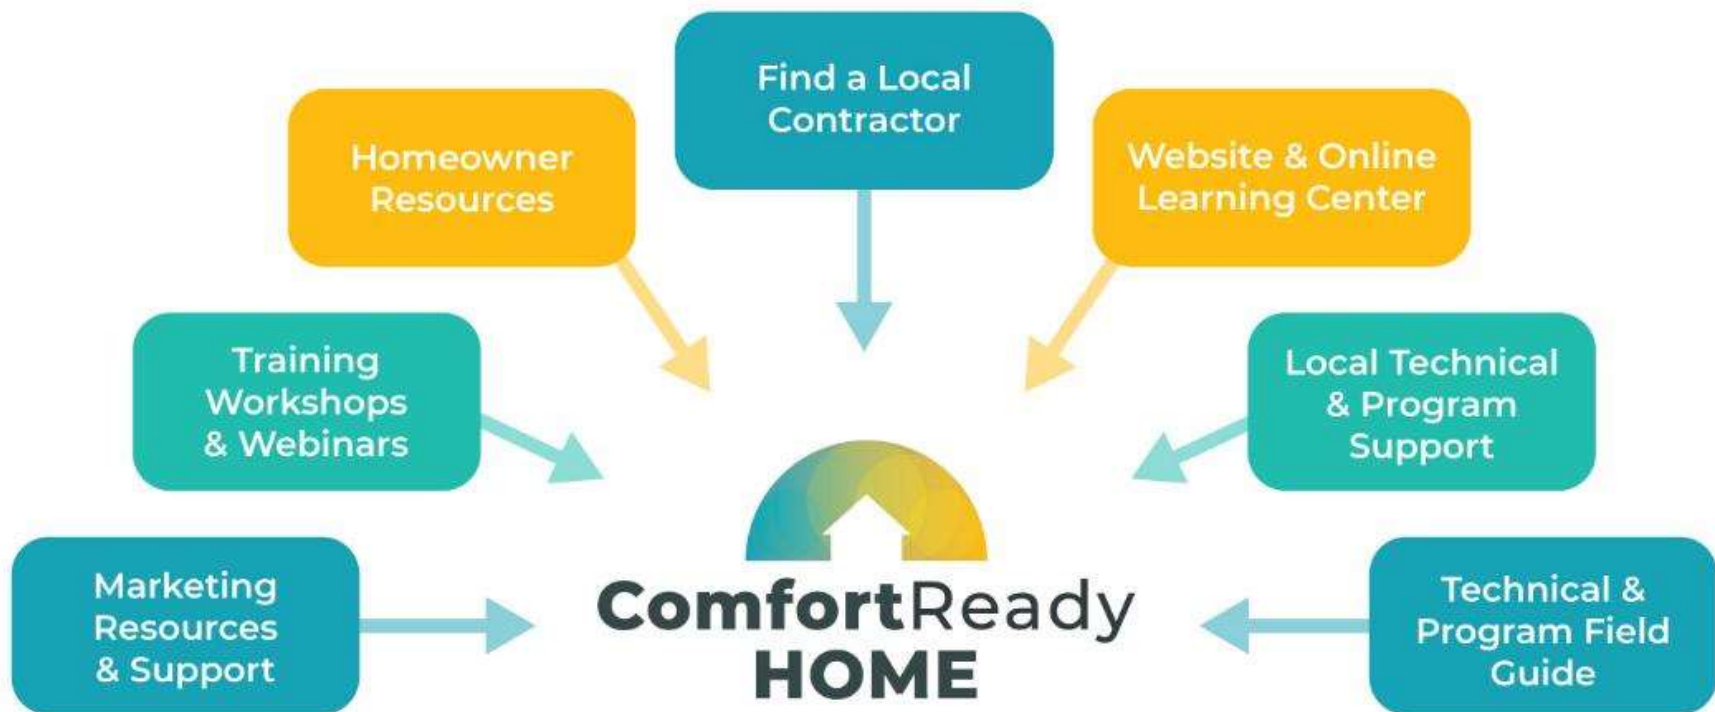 Find a Local
Contractor
Homeowner
Resources
Website & Online
Learning Center
Training
Workshops
& Webinars
Local Technical
& Program
Support
Marketing
Resources
& Support
ComfortReady
HOME
Technical &
Program Field
Guide